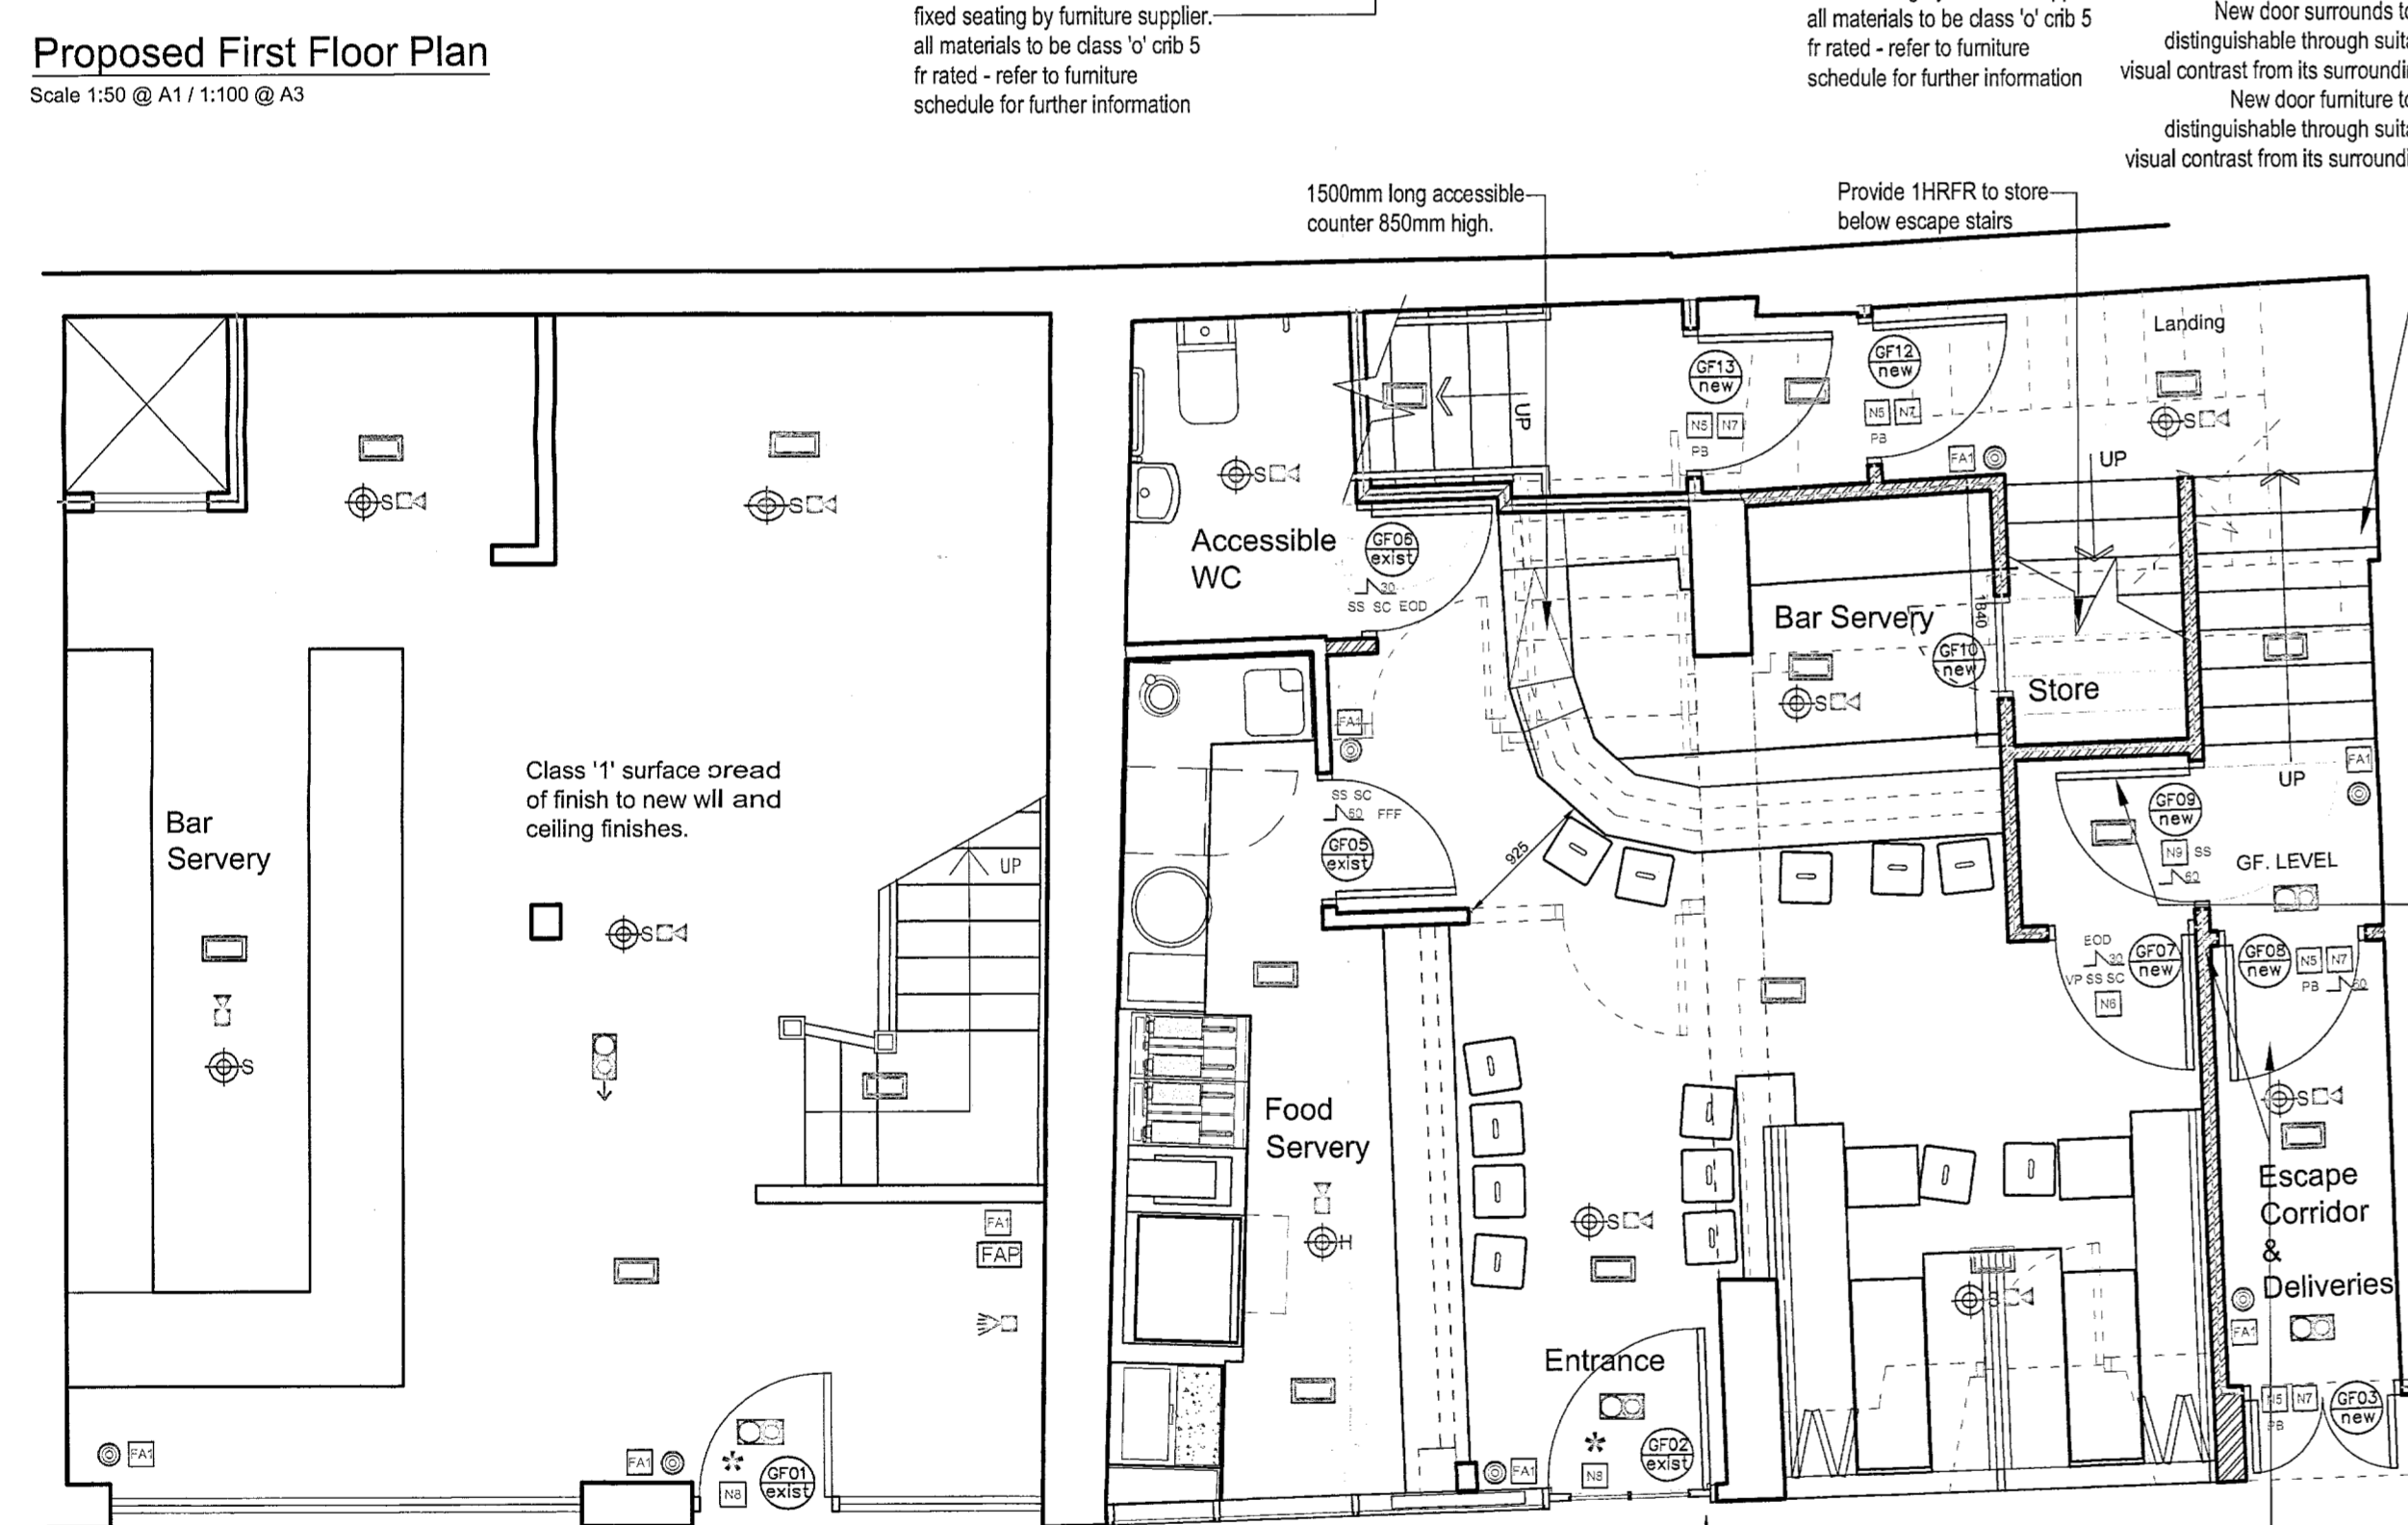 Proposed First Floor Plan
Scale 1:50 @ A1 / 1:100 @ A3
fixed seating by furniture supplier.
all materials to be class 'o' crib 5
fr rated - refer to furniture
schedule for further information
all materials to be class 'o' crib 5
fr rated - refer to furniture
schedule for further information
New door surrounds to
distinguishable through suit
visual contrast from its surround
New door furniture to
distinguishable through suit
visual contrast from its surround
1500mm long accessible
counter 850mm high.
Provide 1HRFR to store
below escape stairs
Landing
GF13
new
N5 N7
PB
GF12
new
N5 N7
PB
UP
S
S
S
S
FA1
UP
Accessible
WC
GF06
exist
30
SS SC EOD
Bar Servery
1840
GF10
new
S
Store
FA1
Class '1' surface oread
of finish to new wll and
ceiling finishes.
Bar
Servery
UP
S
S
SS SC
60 FFF
GF05
exist
925
UP
FA1
GF09
new
N9 SS
60
GF. LEVEL
EOD
30
VP SS SC
N6
GF07
new
GF08
new
N5 N7
PB 60
S
Food
Servery
H
S
S
Escape
Corridor
&
Deliveries
FA1
FA1
FAP
Entrance
FA1
FA1
N8
GF01
exist
FA1
N8
GF02
exist
N5 N7
PB
GF03
new